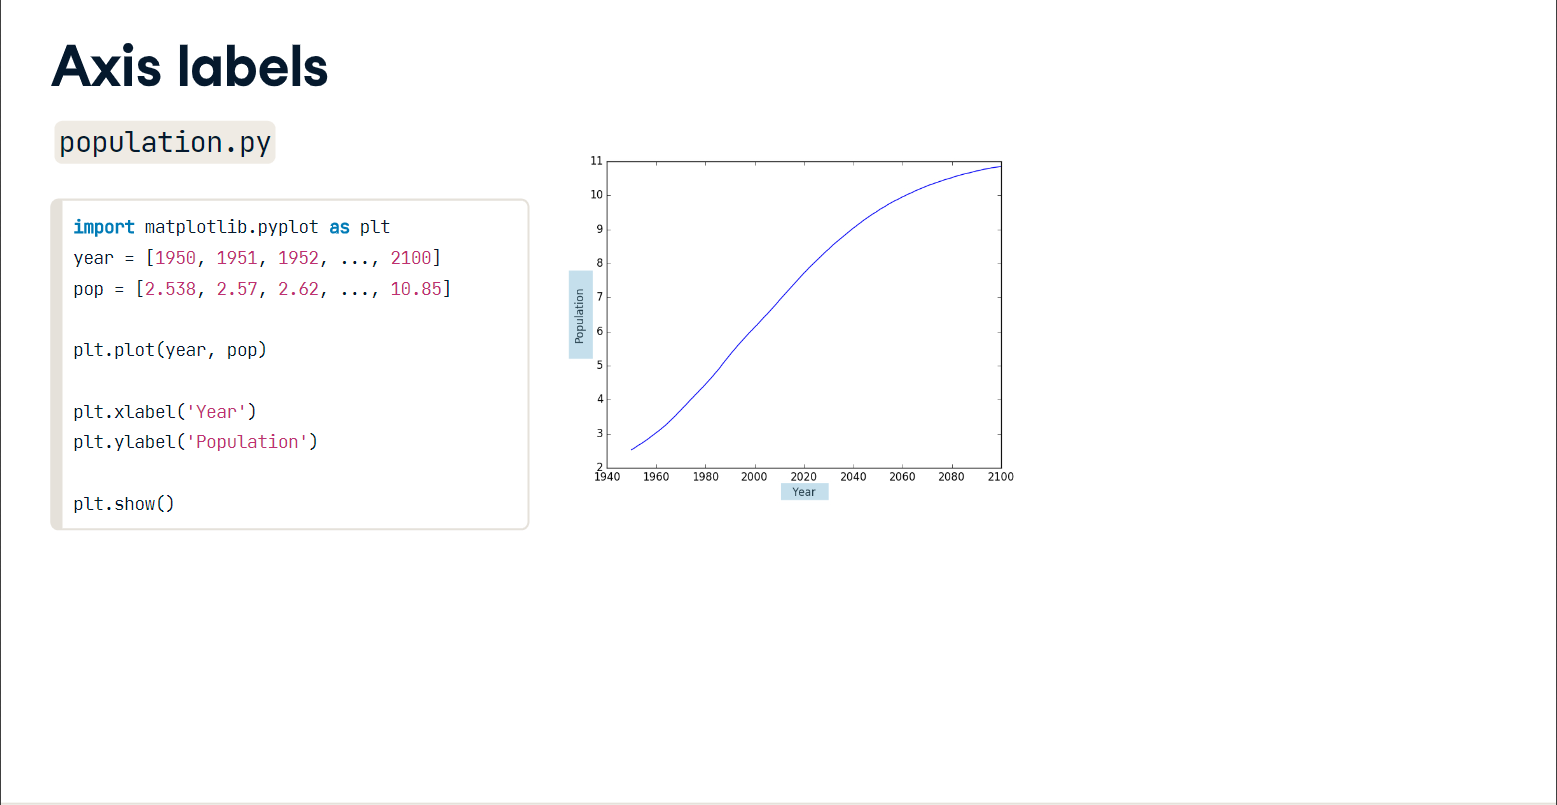 Axis labels
population.py
import matplotlib.pyplot as plt
year = [1950, 1951, 1952, ..., 2100]
pop = [2.538, 2.57, 2.62, ..., 10.85]
plt.plot(year, pop)
plt.xlabel('Year')
plt.ylabel('Population')
plt.show()
Population
11
10
9
8
7
6
5
4
3
2
1940 1960 1980 2000 2020 2040 2060 2080 2100
Year